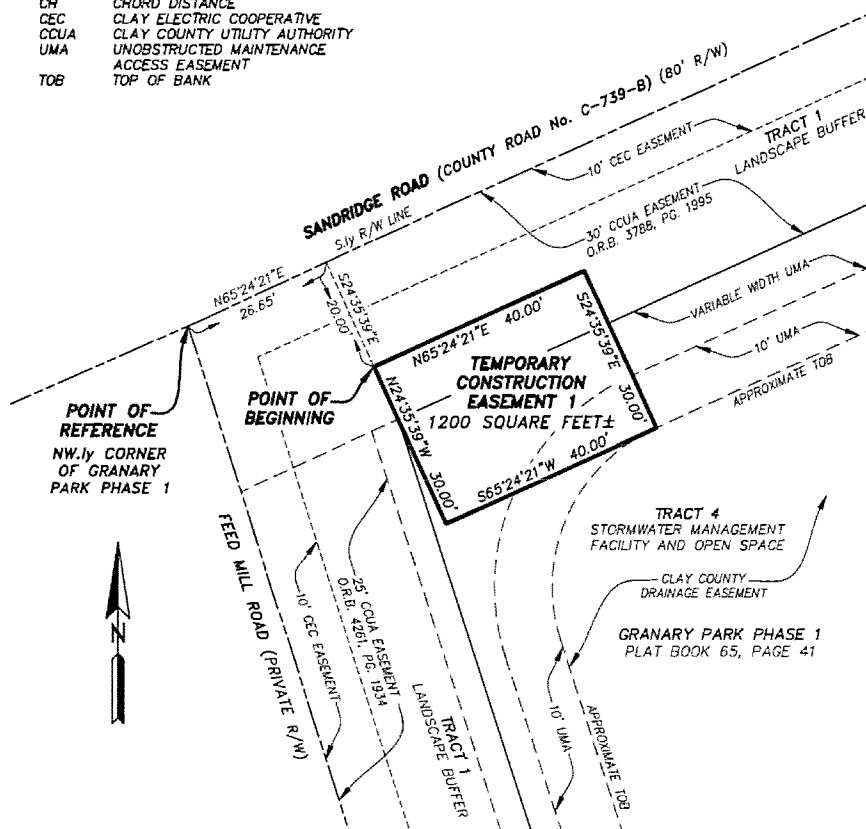 CH CHORD DISTANCE
CEC CLAY ELECTRIC COOPERATIVE
CCUA CLAY COUNTY UTILITY AUTHORITY
UMA UNOBSTRUCTED MAINTENANCE
ACCESS EASEMENT
TOB TOP OF BANK
SANDRIDGE ROAD (COUNTY ROAD No. C-739-B) (80' R/W)
S.ly R/W LINE
10' CEC EASEMENT
TRACT 1
LANDSCAPE BUFFER
30' CCUA EASEMENT
O.R.B. 3788, PG. 1995
N65°24'21"E
26.65'
S24°35'39"E
20.00'
VARIABLE WIDTH UMA
10' UMA
APPROXIMATE TOB
N65°24'21"E 40.00'
S24°35'39"E
30.00'
TEMPORARY
CONSTRUCTION
EASEMENT 1
1200 SQUARE FEET±
N24°35'39"W
30.00'
S65°24'21"W 40.00'
POINT OF
REFERENCE
NW.ly CORNER
OF GRANARY
PARK PHASE 1
POINT OF
BEGINNING
FEED MILL ROAD (PRIVATE R/W)
10' CEC EASEMENT
25' CCUA EASEMENT
O.R.B. 4261, PG. 1934
TRACT 1
LANDSCAPE BUFFER
TRACT 4
STORMWATER MANAGEMENT
FACILITY AND OPEN SPACE
CLAY COUNTY
DRAINAGE EASEMENT
GRANARY PARK PHASE 1
PLAT BOOK 65, PAGE 41
10' UMA
APPROXIMATE TOB
N